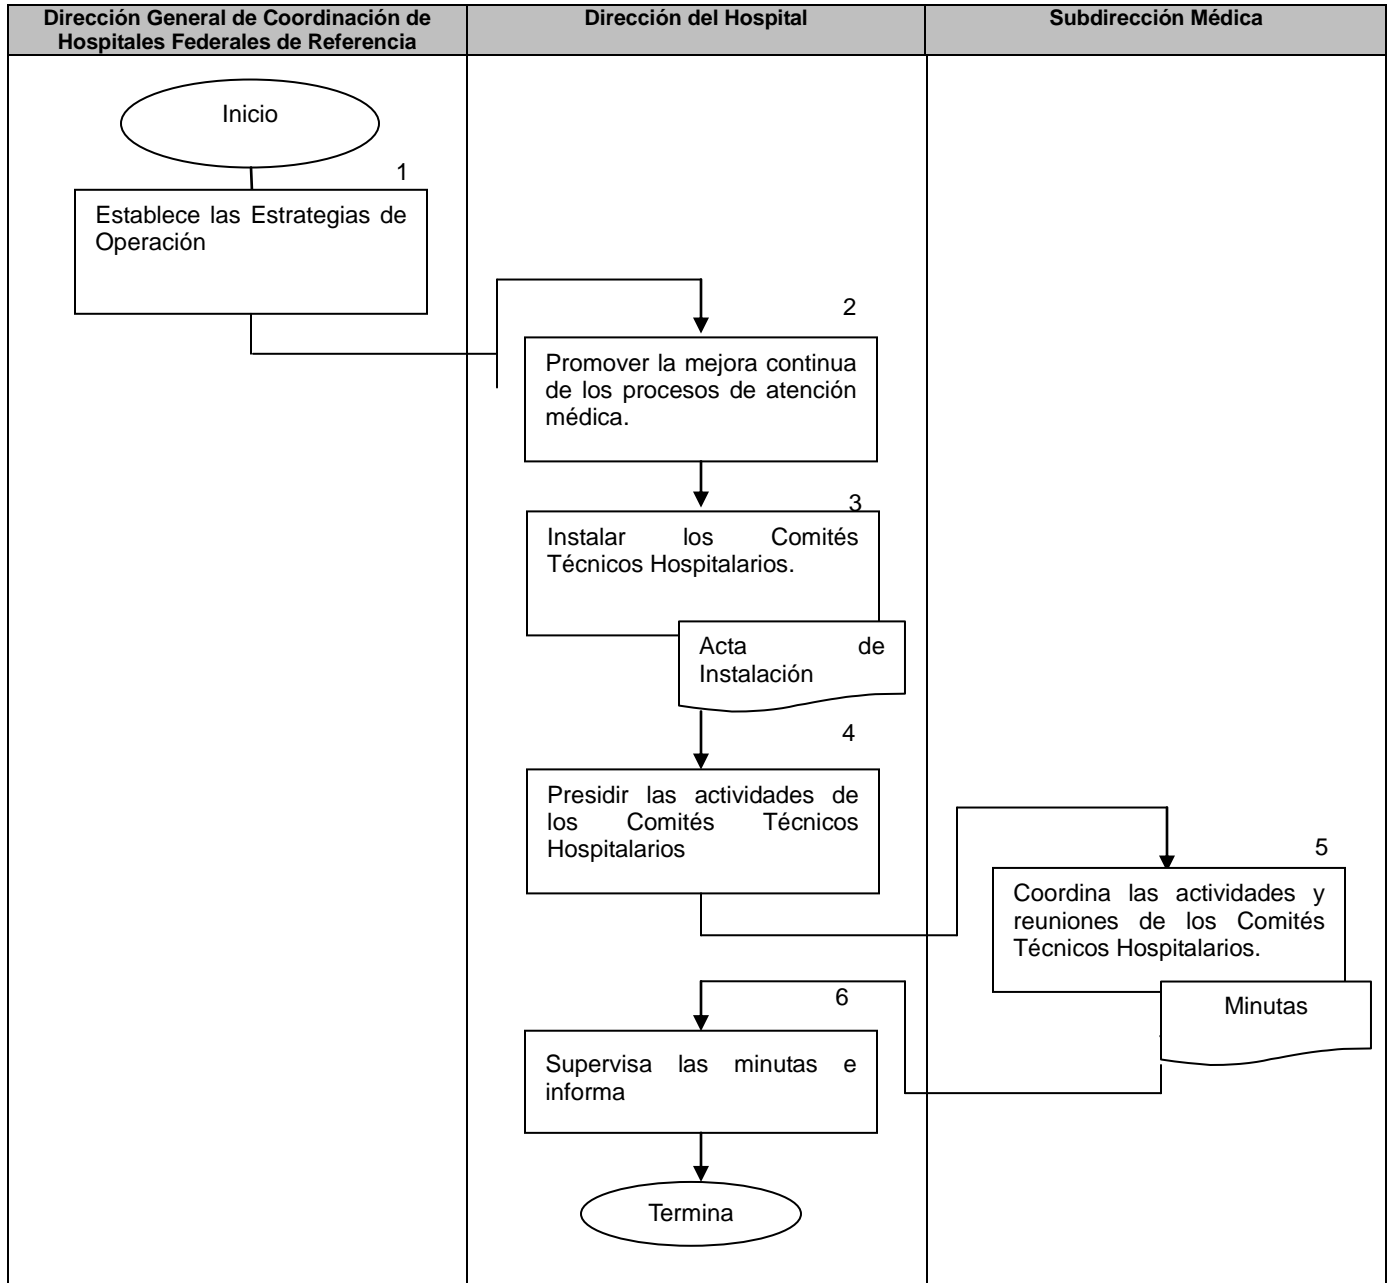 Dirección General de Coordinación de
Hospitales Federales de Referencia
Dirección del Hospital
Subdirección Médica
Inicio
1
Establece las Estrategias de
Operación
2
Promover la mejora continua
de los procesos de atención
médica.
3
Instalar los Comités
Técnicos Hospitalarios.
Acta de
Instalación
4
Presidir las actividades de
los Comités Técnicos
Hospitalarios
5
Coordina las actividades y
reuniones de los Comités
Técnicos Hospitalarios.
Minutas
6
Supervisa las minutas e
informa
Termina